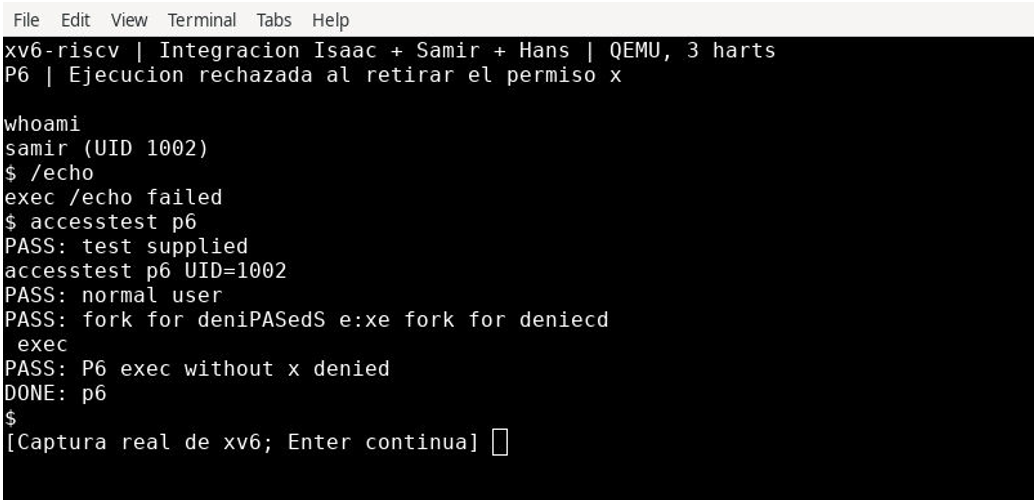 File Edit View Terminal Tabs Help
xv6-riscv | Integracion Isaac + Samir + Hans | QEMU, 3 harts
P6 | Ejecucion rechazada al retirar el permiso x
whoami
samir (UID 1002)
$ /echo
exec /echo failed
$ accesstest p6
PASS: test supplied
accesstest p6 UID=1002
PASS: normal user
PASS: fork for deniPASedS e:xe fork for deniecd
 exec
PASS: P6 exec without x denied
DONE: p6
$
[Captura real de xv6; Enter continua]